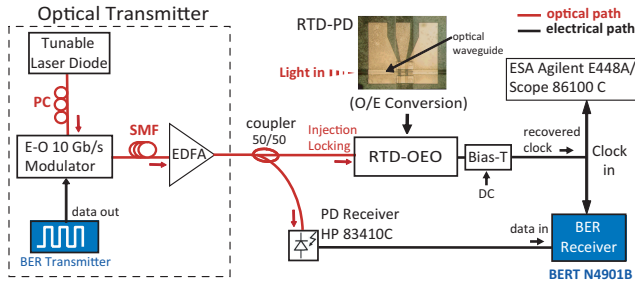 Optical Transmitter
Tunable
Laser Diode
PC
E-O 10 Gb/s
Modulator
SMF
EDFA
data out
BER Transmitter
RTD-PD
optical
waveguide
Light in
(O/E Conversion)
coupler
50/50
Injection
Locking
RTD-OEO
Bias-T
DC
recovered
clock
optical path
electrical path
ESA Agilent E448A/
Scope 86100 C
Clock
in
PD Receiver
HP 83410C
data in
BER
Receiver
BERT N4901B